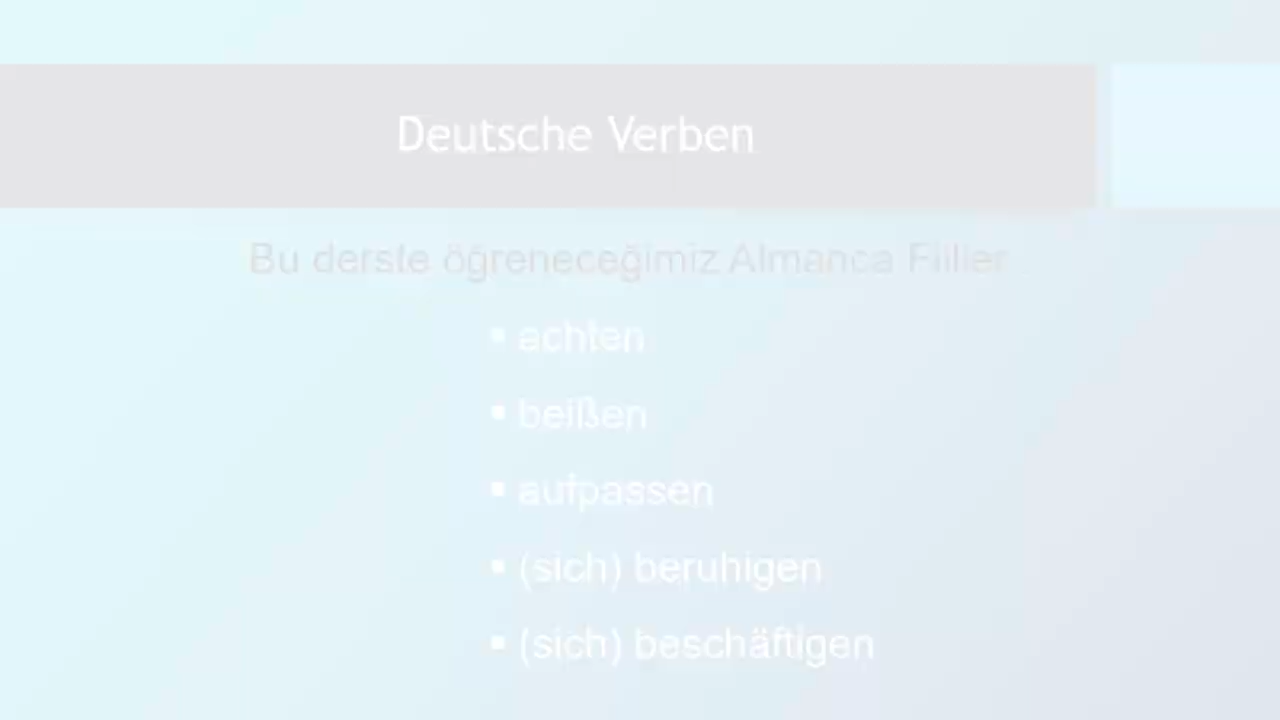 Deutsche Verben
Bu derste öğreneceğimiz Almanca Fiiller...
▪ achten
▪ beißen
▪ aufpassen
▪ (sich) beruhigen
▪ (sich) beschäftigen